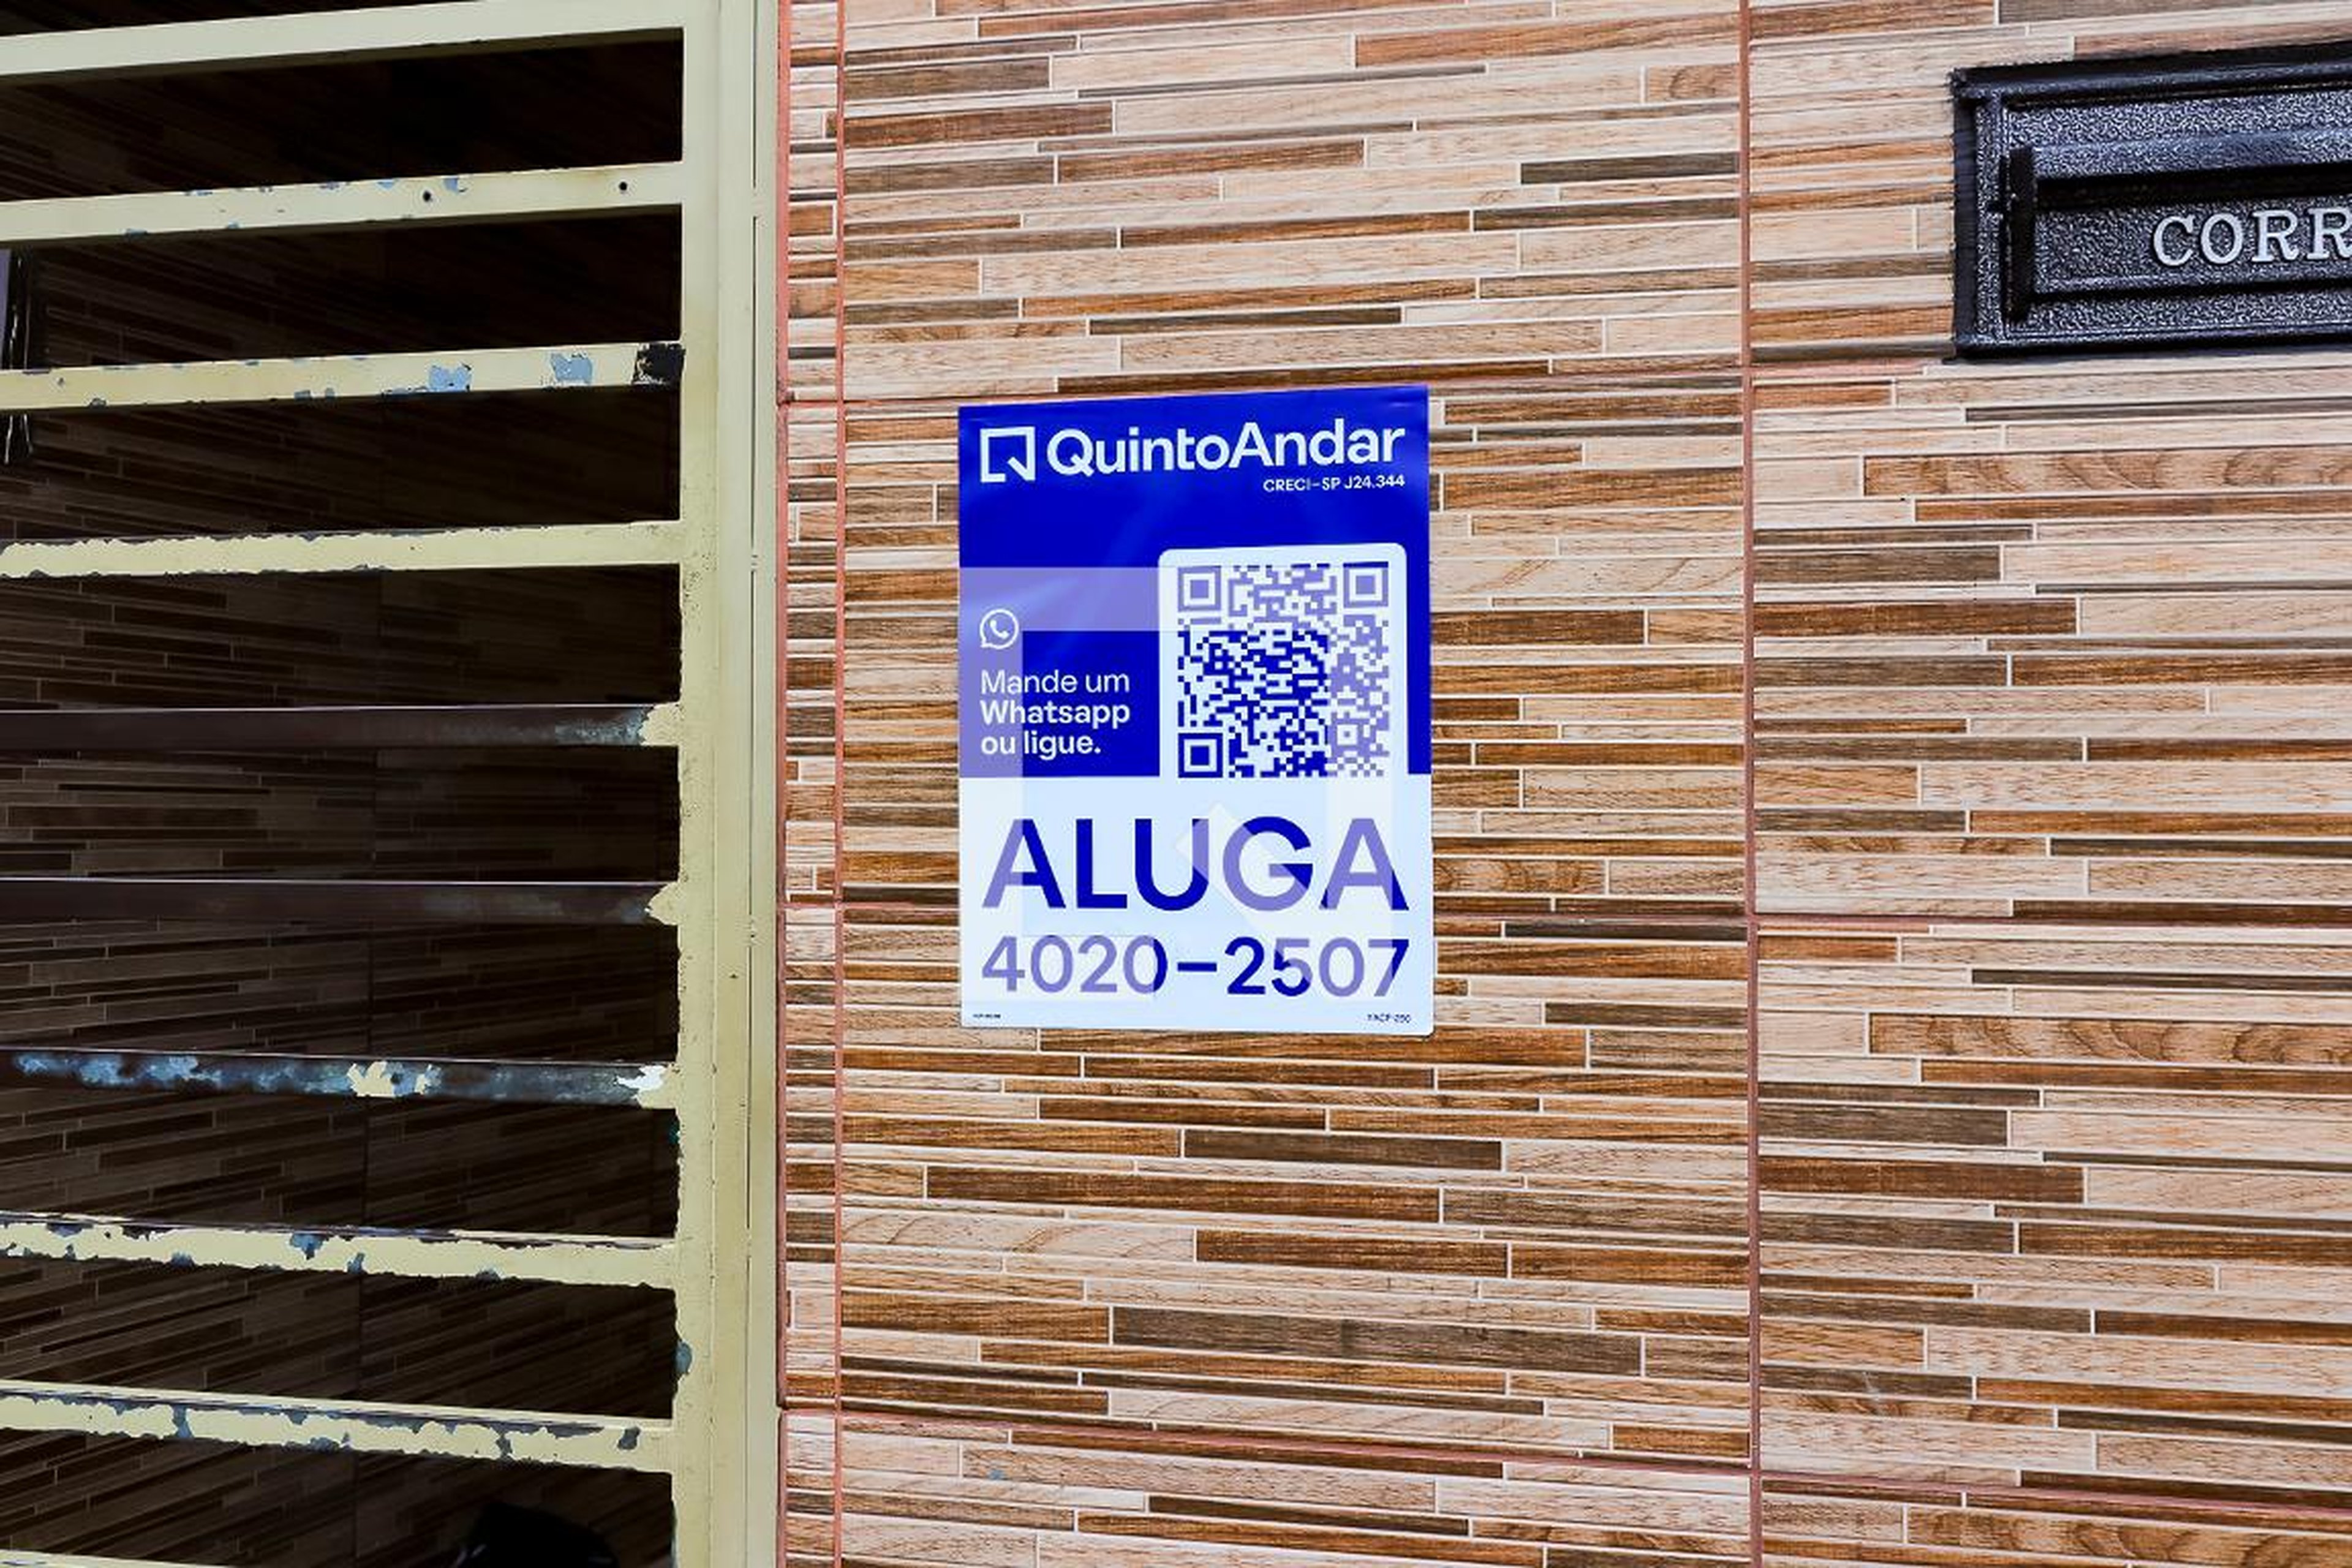 CORR
QuintoAndar
CRECI-SP J24.344
Mande um
Whatsapp
ou ligue.
ALUGA
4020-2507